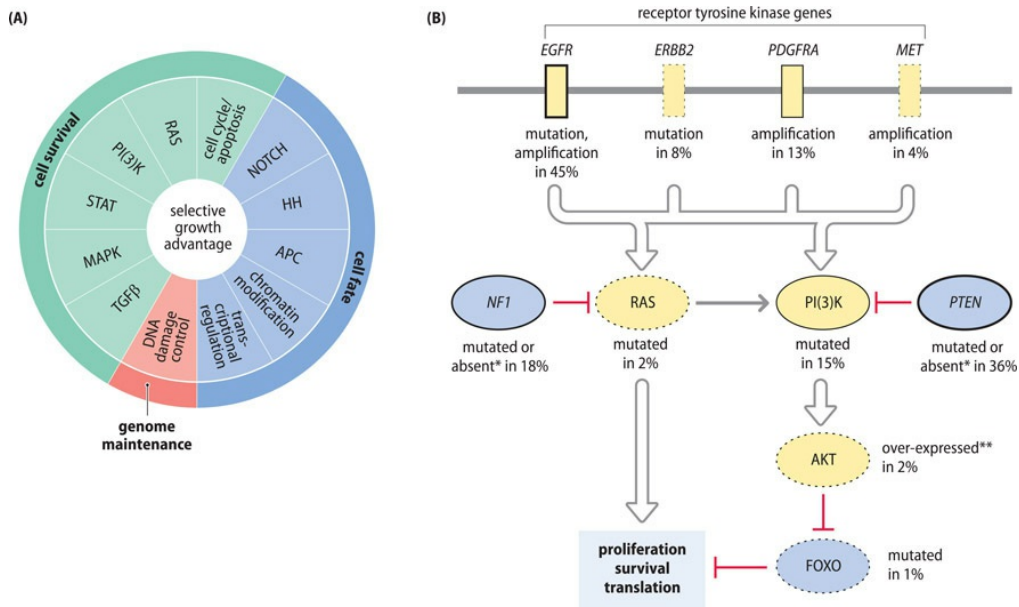 (A)
cell survival
cell fate
genome
maintenance
selective
growth
advantage
cell cycle/
apoptosis
NOTCH
HH
APC
chromatin
modification
trans-
criptional
regulation
DNA
damage
control
TGFβ
MAPK
STAT
PI(3)K
RAS
(B)
receptor tyrosine kinase genes
EGFR
ERBB2
PDGFRA
MET
mutation,
amplification
in 45%
mutation
in 8%
amplification
in 13%
amplification
in 4%
NF1
RAS
PI(3)K
PTEN
mutated or
absent* in 18%
mutated
in 2%
mutated
in 15%
mutated or
absent* in 36%
AKT
over-expressed**
in 2%
proliferation
survival
translation
FOXO
mutated
in 1%